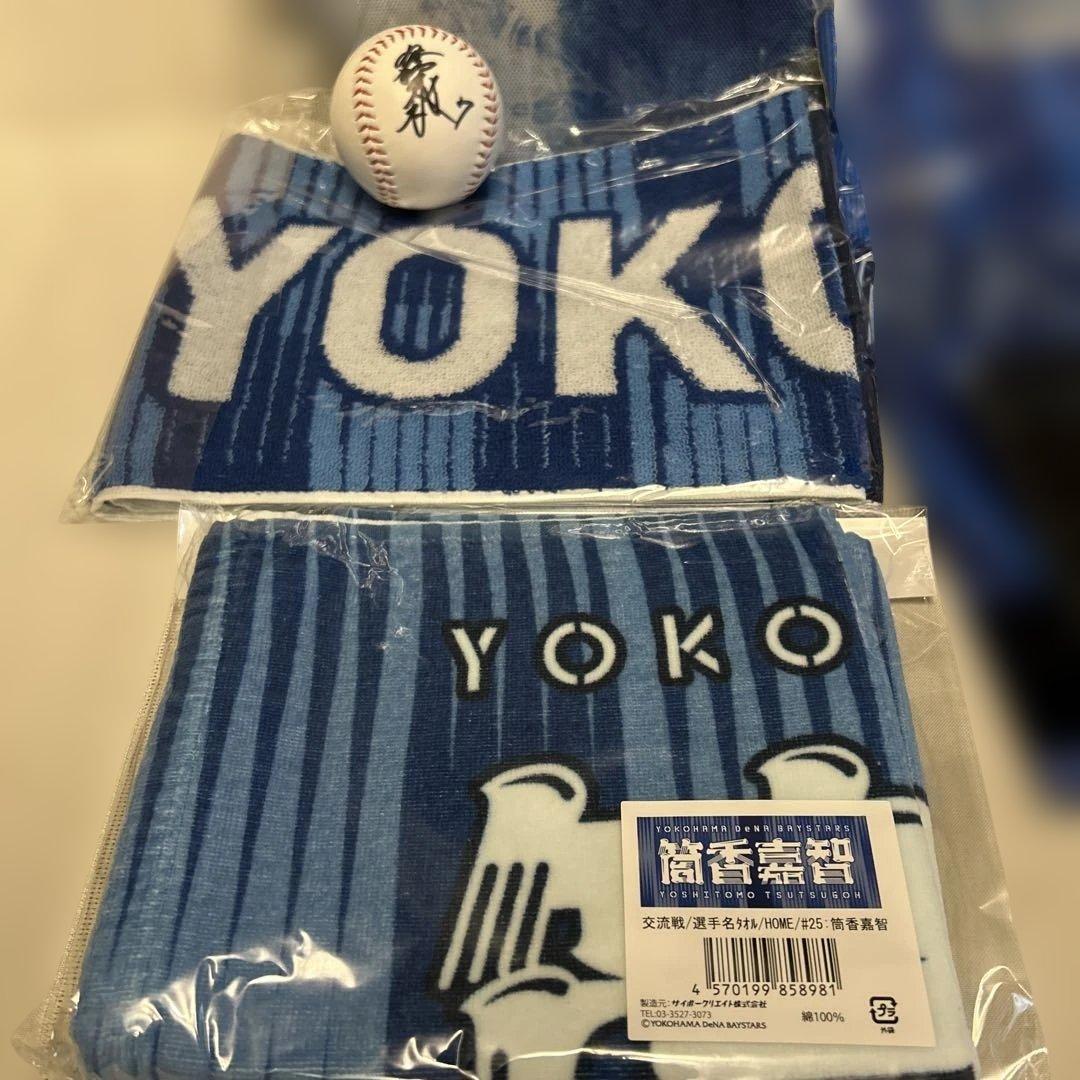 YOKO
YOKO
YOKOHAMA DeNA BAYSTARS
筒香嘉智
YOSHITOMO TSUTSUGOH
交流戦/選手名ﾀｵﾙ/HOME/#25:筒香嘉智
4 570199 858981
製造元:サイボークリエイト株式会社
TEL:03-3527-3073
綿100%
©YOKOHAMA DeNA BAYSTARS
プラ
外袋